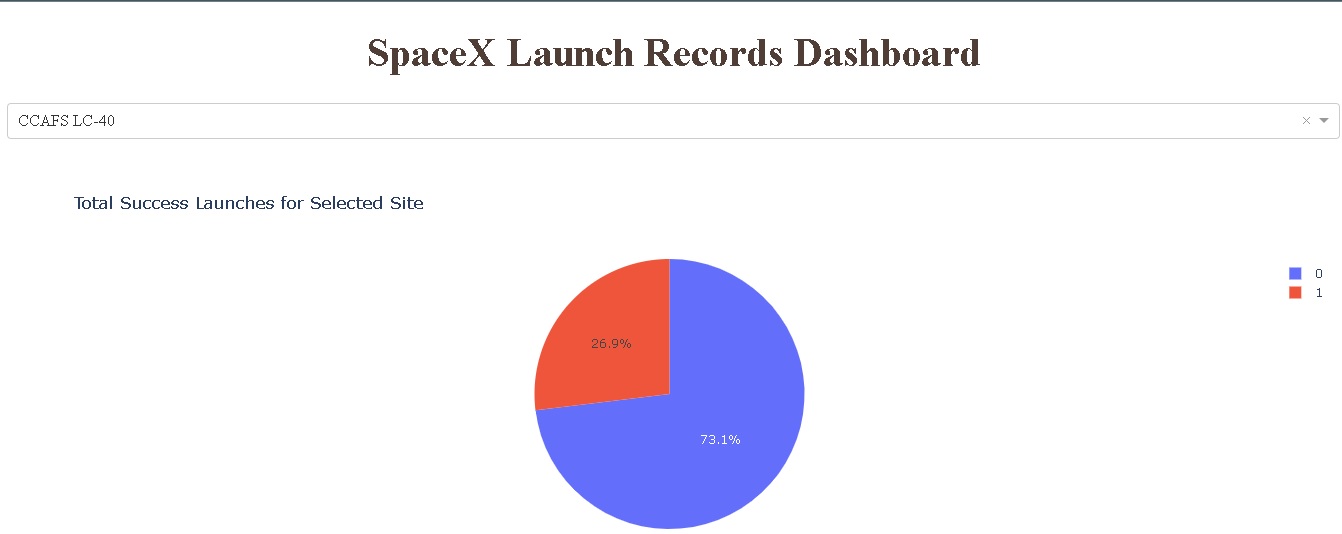 SpaceX Launch Records Dashboard
CCAFS LC-40
×
Total Success Launches for Selected Site
0
1
26.9%
73.1%